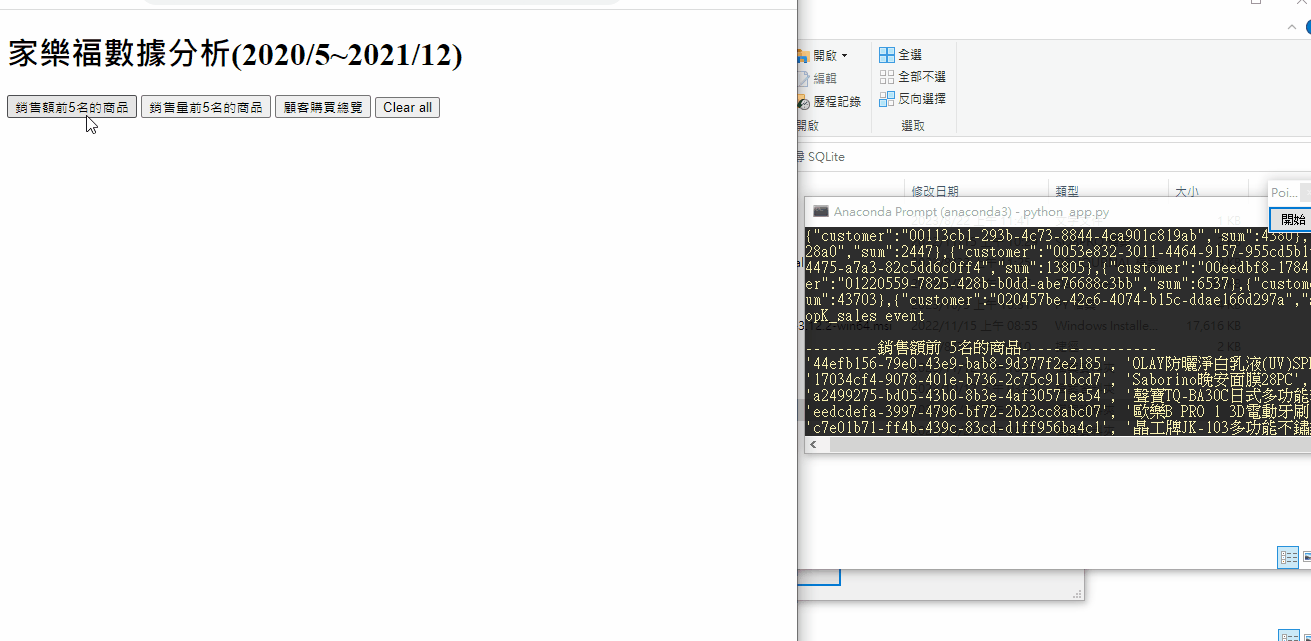 家樂福數據分析(2020/5~2021/12)
銷售額前5名的商品 銷售量前5名的商品 顧客購買總覽 Clear all
開啟 全選
編輯 全部不選
歷程記錄 反向選擇
開啟 選取
尋 SQLite
修改日期 類型 大小
Poi...
開始
Anaconda Prompt (anaconda3) - python app.py
{"customer":"00113cb1-293b-4c73-8844-4ca901c819ab","sum":4380},
28a0","sum":2447},{"customer":"0053e832-3011-4464-9157-955cd5b1
4475-a7a3-82c5dd6c0ff4","sum":13805},{"customer":"00eedbf8-1784
er":"01220559-7825-428b-b0dd-abe76688c3bb","sum":6537},{"custom
um":43703},{"customer":"020457be-42c6-4074-b15c-ddae166d297a","s
opK_sales event
2022/11/15 上午 08:55 Windows Installe... 17,616 KB
---------銷售額前 5名的商品-----------------
'44efb156-79e0-43e9-bab8-9d377f2e2185', 'OLAY防曬淨白乳液(UV)SP
'17034cf4-9078-401e-b736-2c75c911bcd7', 'Saborino晚安面膜28PC',
'a2499275-bd05-43b0-8b3e-4af30571ea54', '聲寶TQ-BA30C日式多功能
'eedcdefa-3997-4796-bf72-2b23cc8abc07', '歐樂B PRO 1 3D電動牙刷
'c7e01b71-ff4b-439c-83cd-d1ff956ba4c1', '晶工牌JK-103多功能不鏽